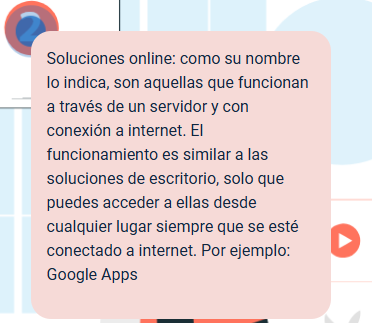 2
Soluciones online: como su nombre
lo indica, son aquellas que funcionan
a través de un servidor y con
conexión a internet. El
funcionamiento es similar a las
soluciones de escritorio, solo que
puedes acceder a ellas desde
cualquier lugar siempre que se esté
conectado a internet. Por ejemplo:
Google Apps